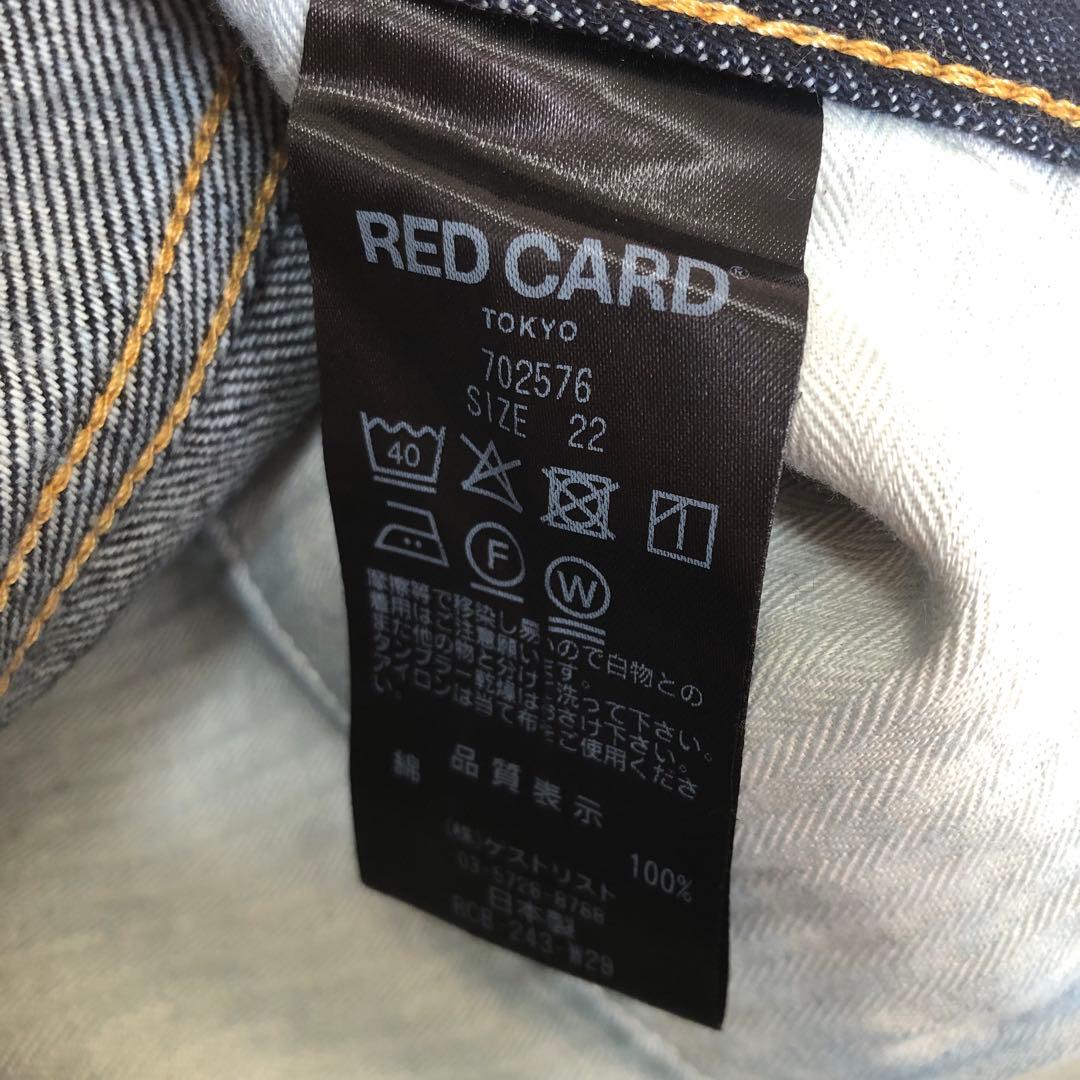 RED CARD®
TOKYO
702576
SIZE 22
40
F
W
摩擦等で移染し易いので白物との
着用はご注意願います。
また他の物と分けて洗って下さい。
タンブラー乾燥はおさけ下さい。
アイロンは当て布をご使用くださ
い。
品質表示
綿 100%
(株)ゲストリスト
03-5728-8788
日本製
RCB 243 W29